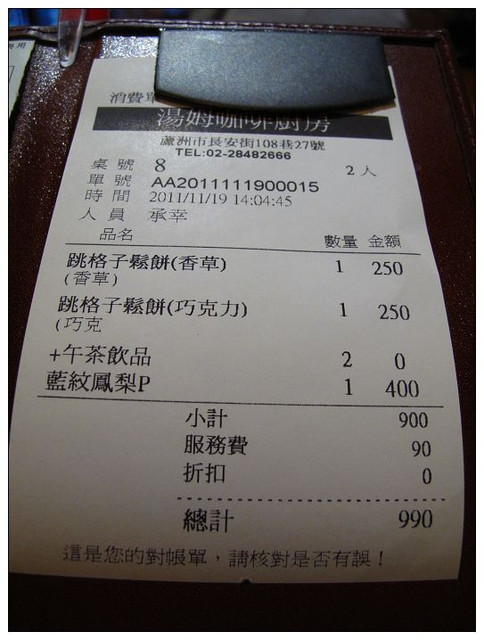 消費單
湯姆咖啡廚房
蘆洲市長安街108巷27號
TEL:02-28482666
桌號 8 2人
單號 AA2011111900015
時間 2011/11/19 14:04:45
人員 承幸
品名 數量 金額
跳格子鬆餅(香草) 1 250
(香草)
跳格子鬆餅(巧克力) 1 250
(巧克
+午茶飲品 2 0
藍紋鳳梨P 1 400
小計 900
服務費 90
折扣 0
總計 990
這是您的對帳單，請核對是否有誤！